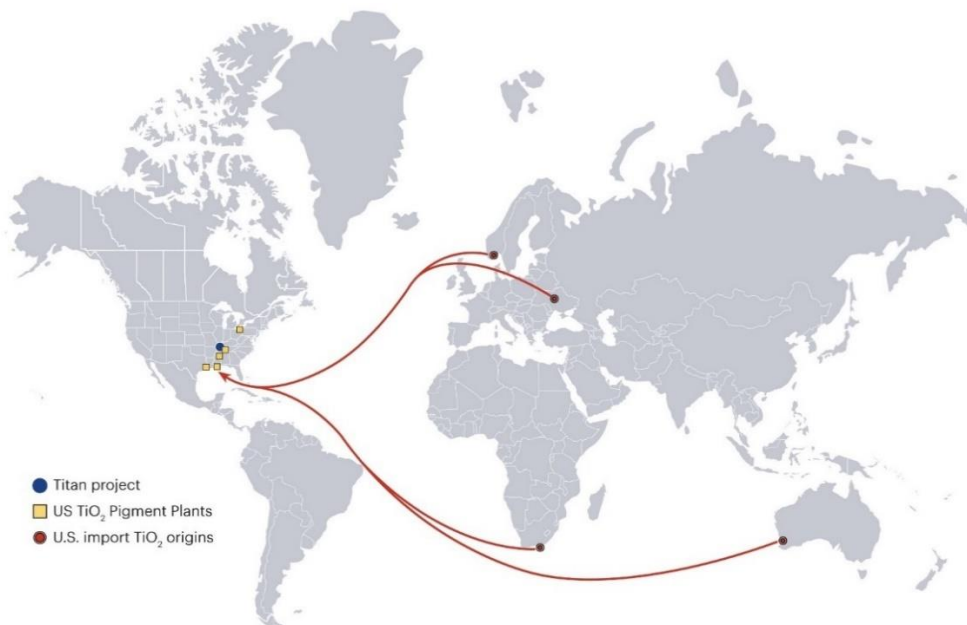 Titan project
US TiO₂ Pigment Plants
U.S. import TiO₂ origins